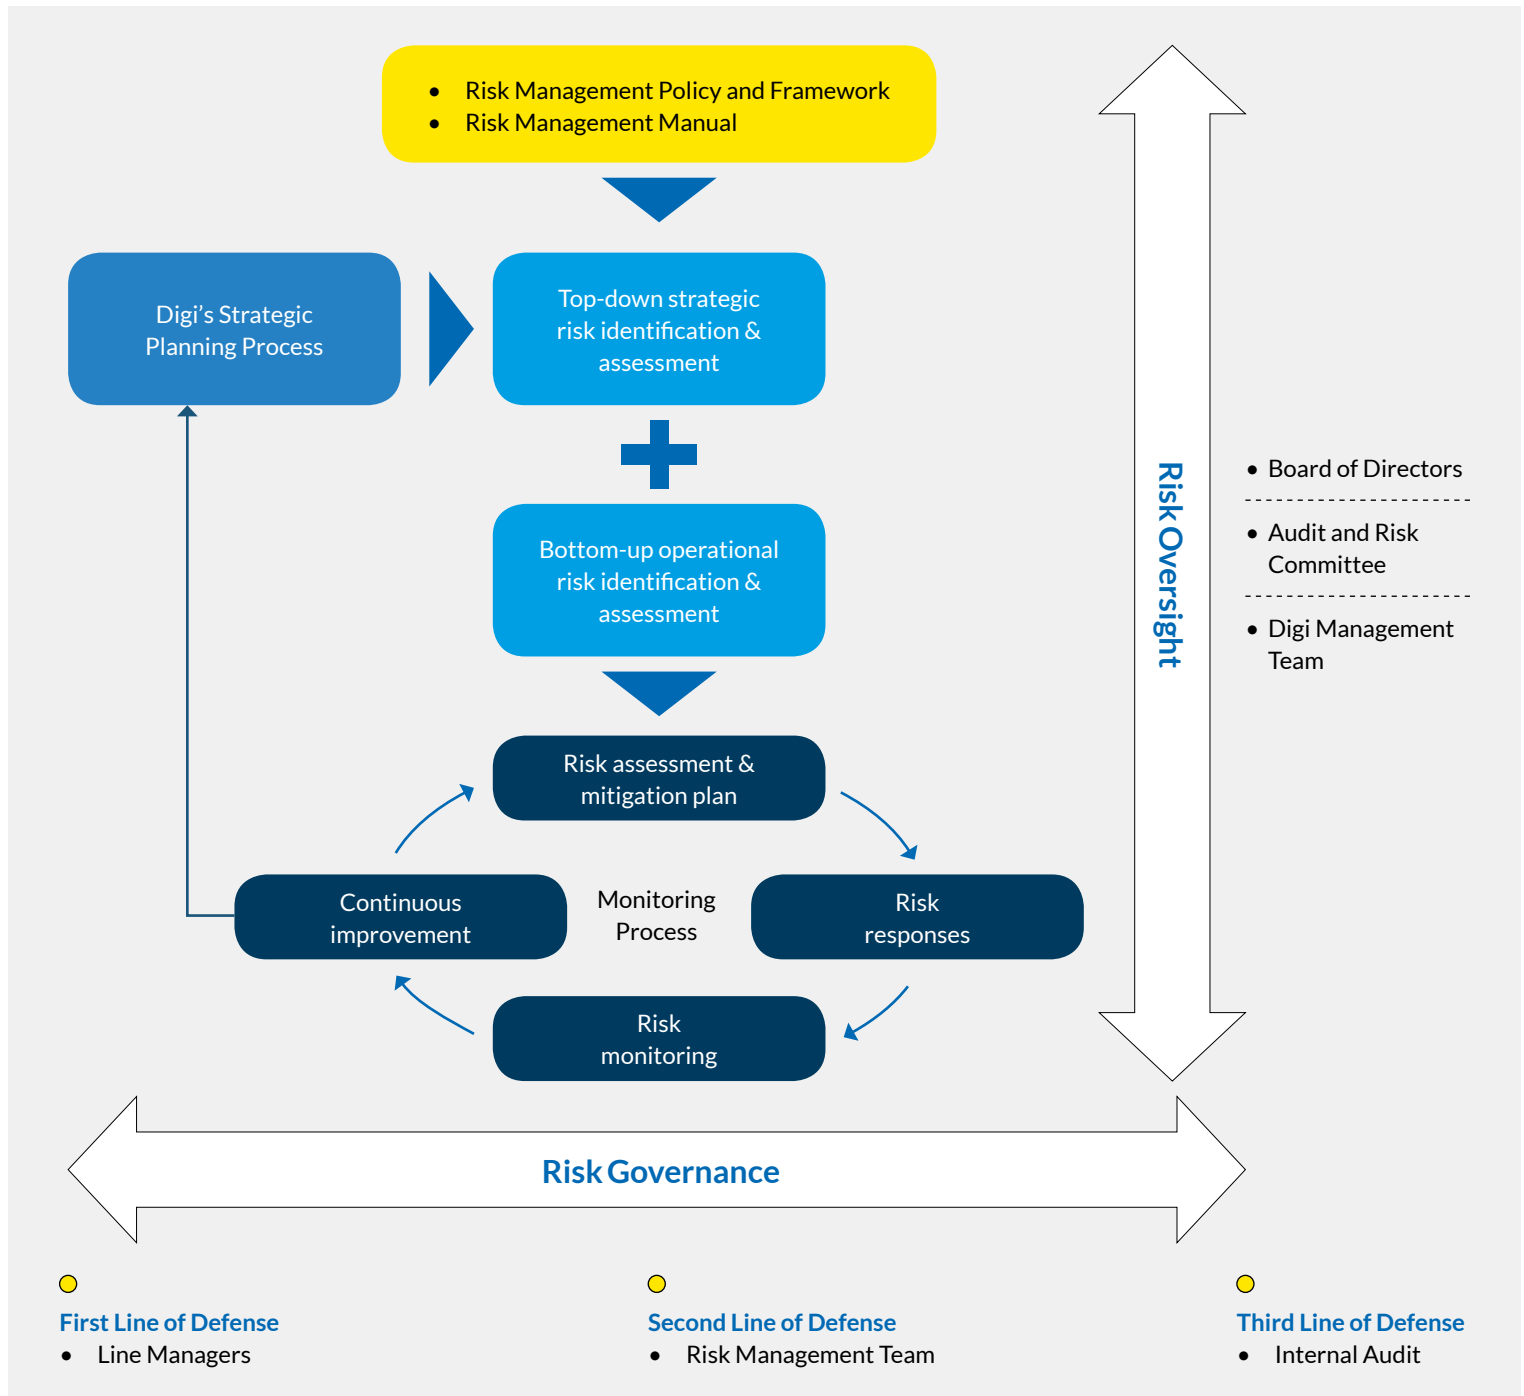 • Risk Management Policy and Framework
• Risk Management Manual
Digi’s Strategic
Planning Process
Top-down strategic
risk identification &
assessment
Bottom-up operational
risk identification &
assessment
Risk assessment &
mitigation plan
Continuous
improvement
Monitoring
Process
Risk
responses
Risk
monitoring
Risk Oversight
• Board of Directors
• Audit and Risk
Committee
• Digi Management
Team
Risk Governance
First Line of Defense
• Line Managers
Second Line of Defense
• Risk Management Team
Third Line of Defense
• Internal Audit